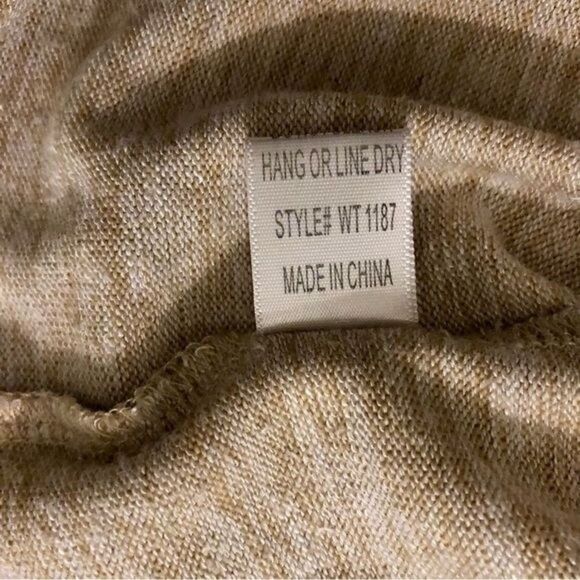 HANG OR LINE DRY
STYLE# WT 1187
MADE IN CHINA